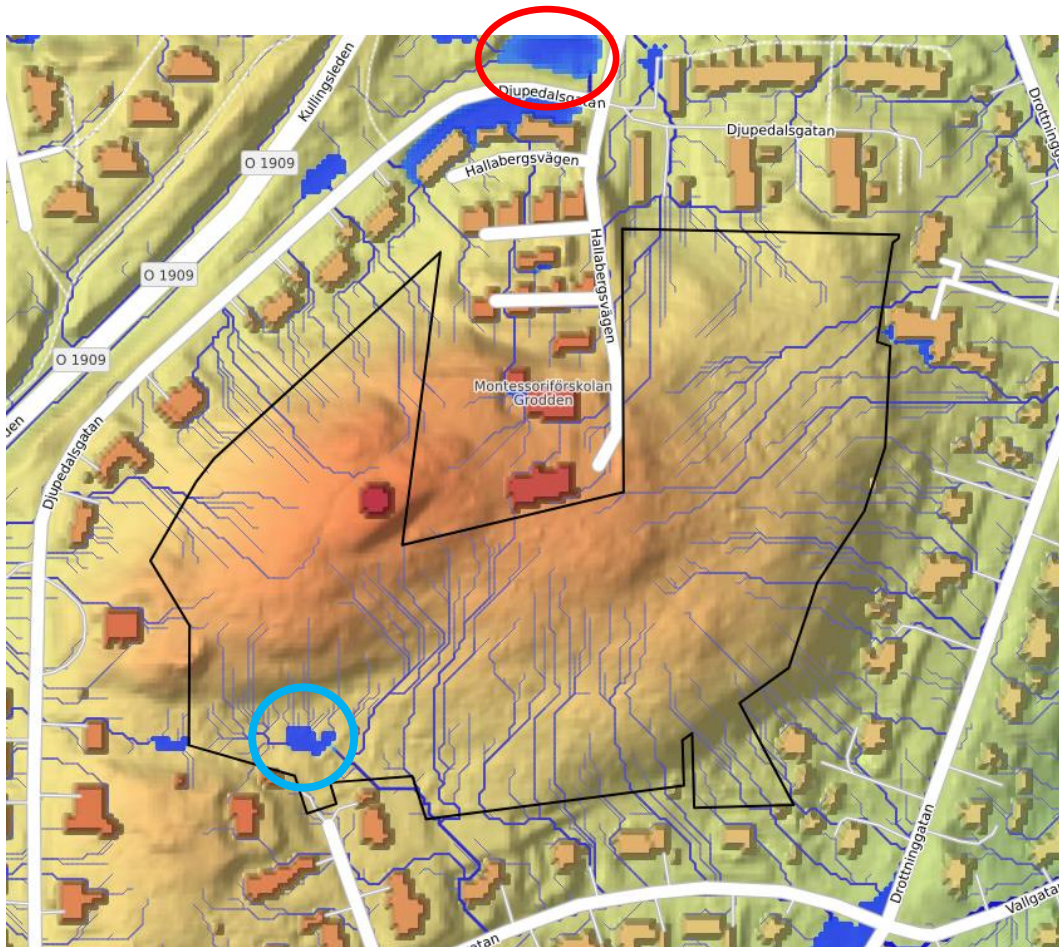 Kullingsleden
Djupedalsgatan
O 1909
Hallabergsvägen
Djupedalsgatan
Drottninggatan
O 1909
Hallabergsvägen
O 1909
Montessoriförskolan
Grodden
Djupedalsgatan
Drottninggatan
Vallgatan